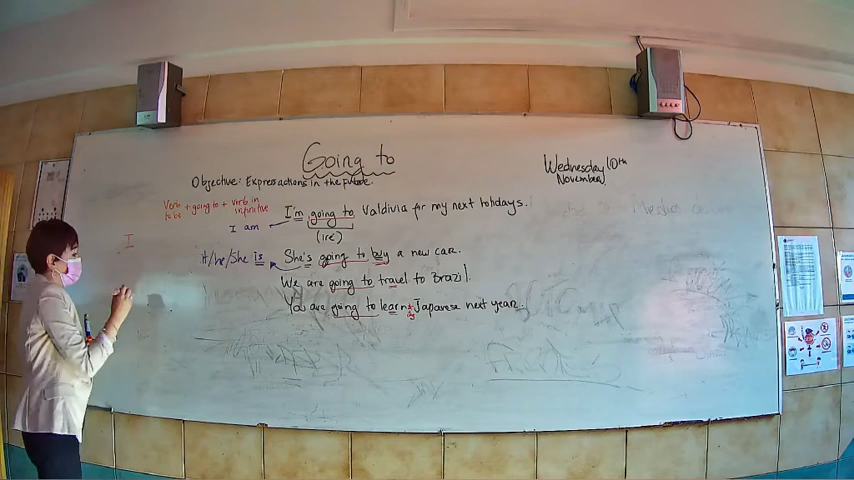 Going to
Wednesday 10th
November
Objective: Express actions in the future.
Verb to be + going to + verb in infinitive
I'm going to Valdivia for my next holidays.
I am
(ir)
I
It/he/She is
She's going to buy a new car.
We are going to travel to Brazil.
You are going to learn Japanese next year.